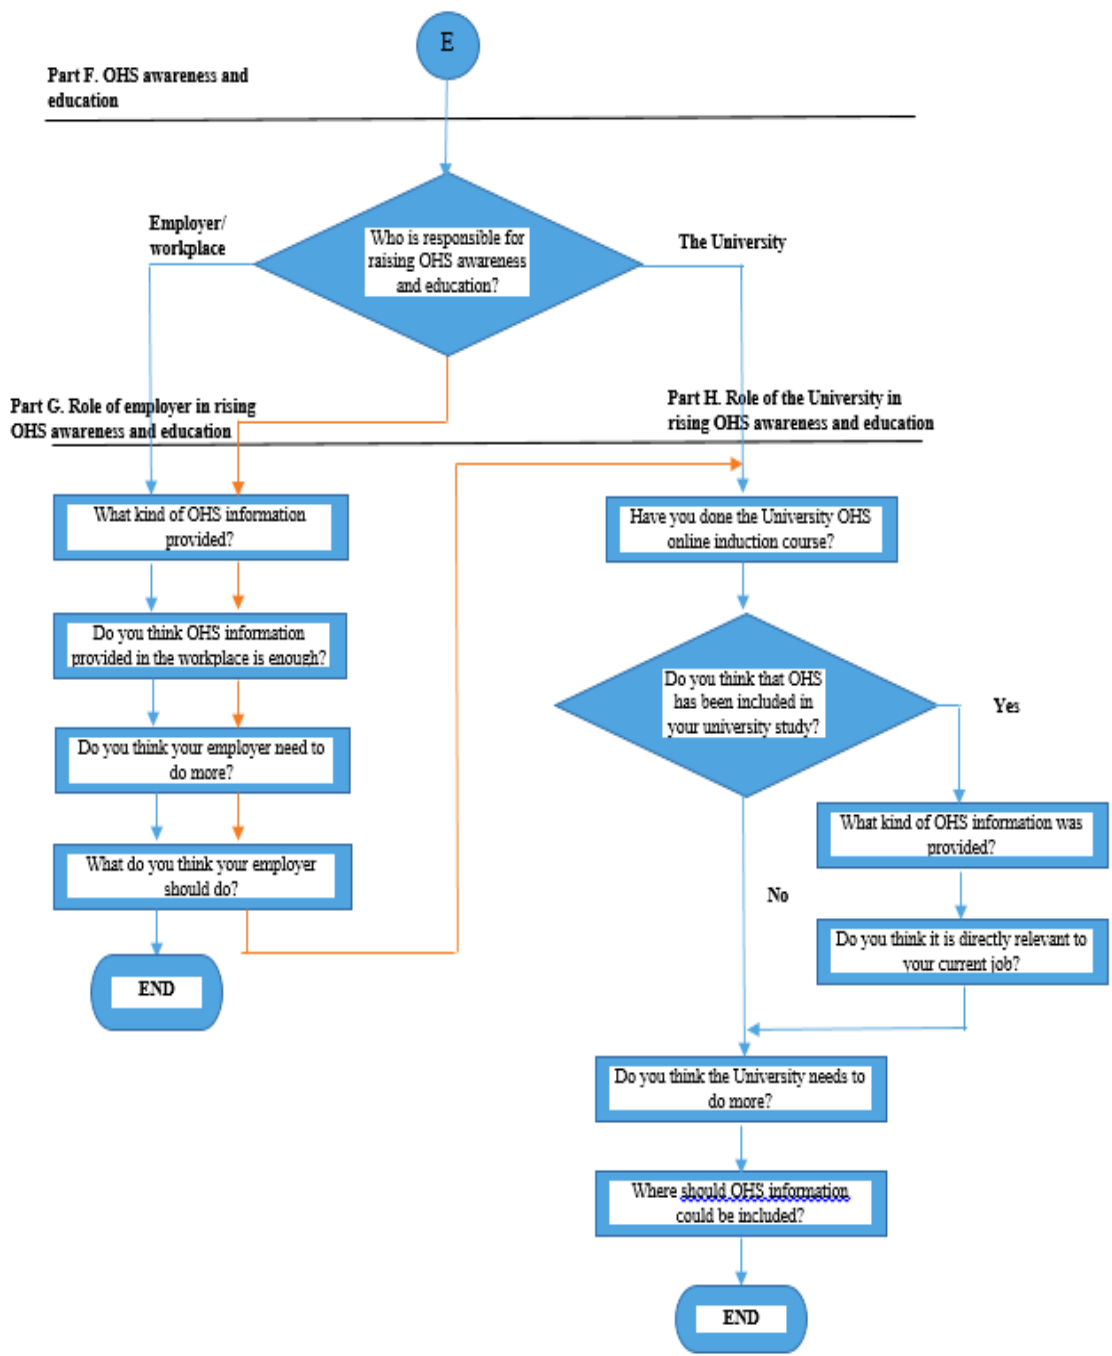 E
Part F. OHS awareness and
education
Employer/
workplace
Who is responsible for
raising OHS awareness
and education?
The University
Part G. Role of employer in rising
OHS awareness and education
Part H. Role of the University in
rising OHS awareness and education
What kind of OHS information
provided?
Have you done the University OHS
online induction course?
Do you think OHS information
provided in the workplace is enough?
Do you think that OHS
has been included in
your university study?
Yes
Do you think your employer need to
do more?
What kind of OHS information was
provided?
What do you think your employer
should do?
No
Do you think it is directly relevant to
your current job?
END
Do you think the University needs to
do more?
Where should OHS information
could be included?
END